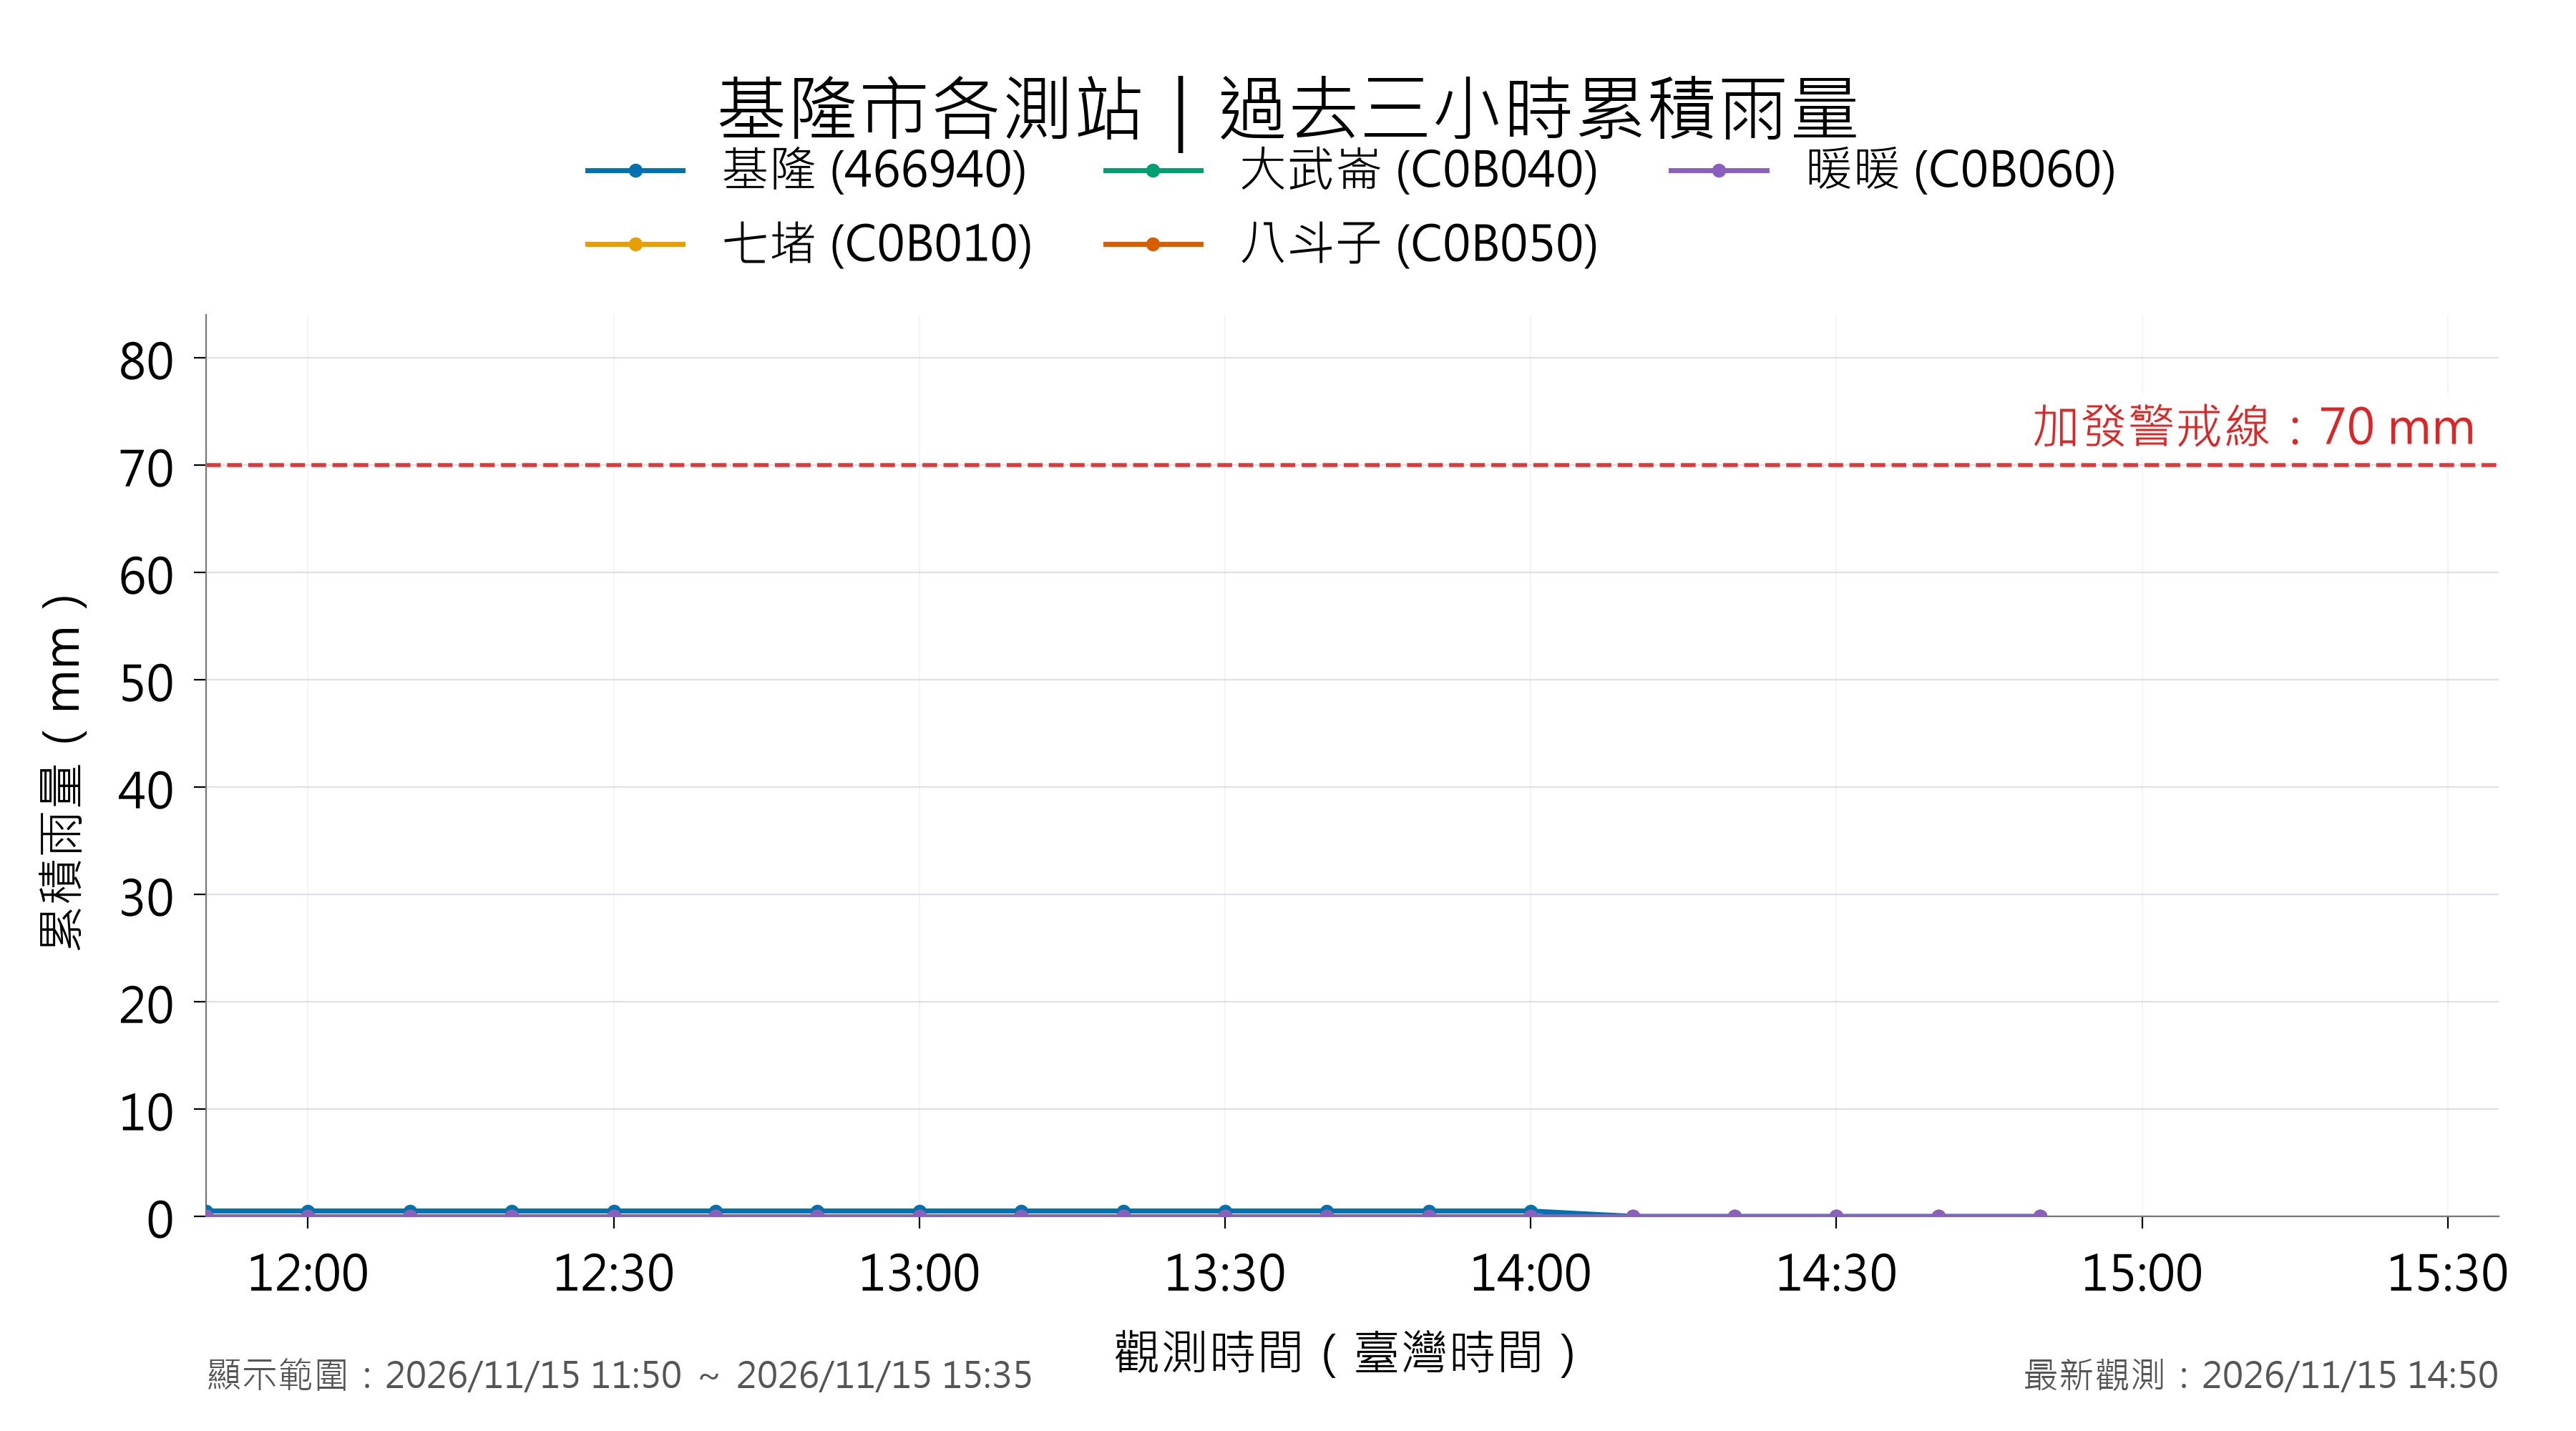 基隆市各測站｜過去三小時累積雨量
基隆 (466940)
大武崙 (C0B040)
暖暖 (C0B060)
七堵 (C0B010)
八斗子 (C0B050)
80
加發警戒線：70 mm
70
60
50
40
30
20
10
0
累積雨量（mm）
12:00 12:30 13:00 13:30 14:00 14:30 15:00 15:30
觀測時間（臺灣時間）
顯示範圍：2026/11/15 11:50 ~ 2026/11/15 15:35
最新觀測：2026/11/15 14:50